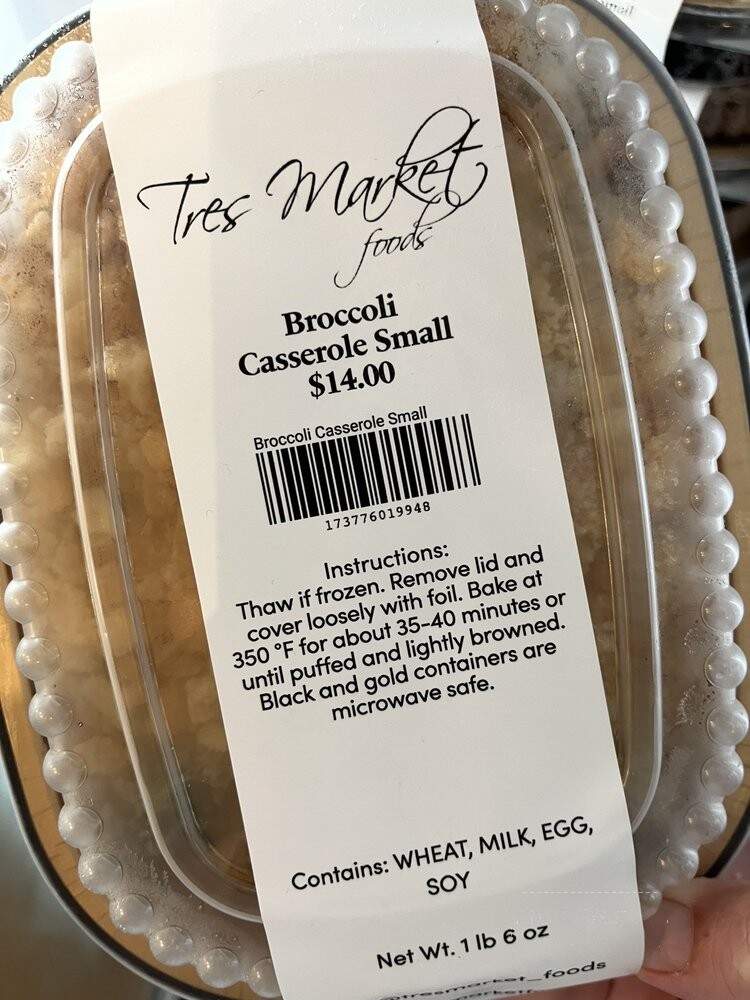 Tres Market
foods
Broccoli
Casserole Small
$14.00
Broccoli Casserole Small
173776019948
Instructions:
Thaw if frozen. Remove lid and
cover loosely with foil. Bake at
350 °F for about 35-40 minutes or
until puffed and lightly browned.
Black and gold containers are
microwave safe.
Contains: WHEAT, MILK, EGG,
SOY
Net Wt. 1 lb 6 oz
@tresmarket_foods